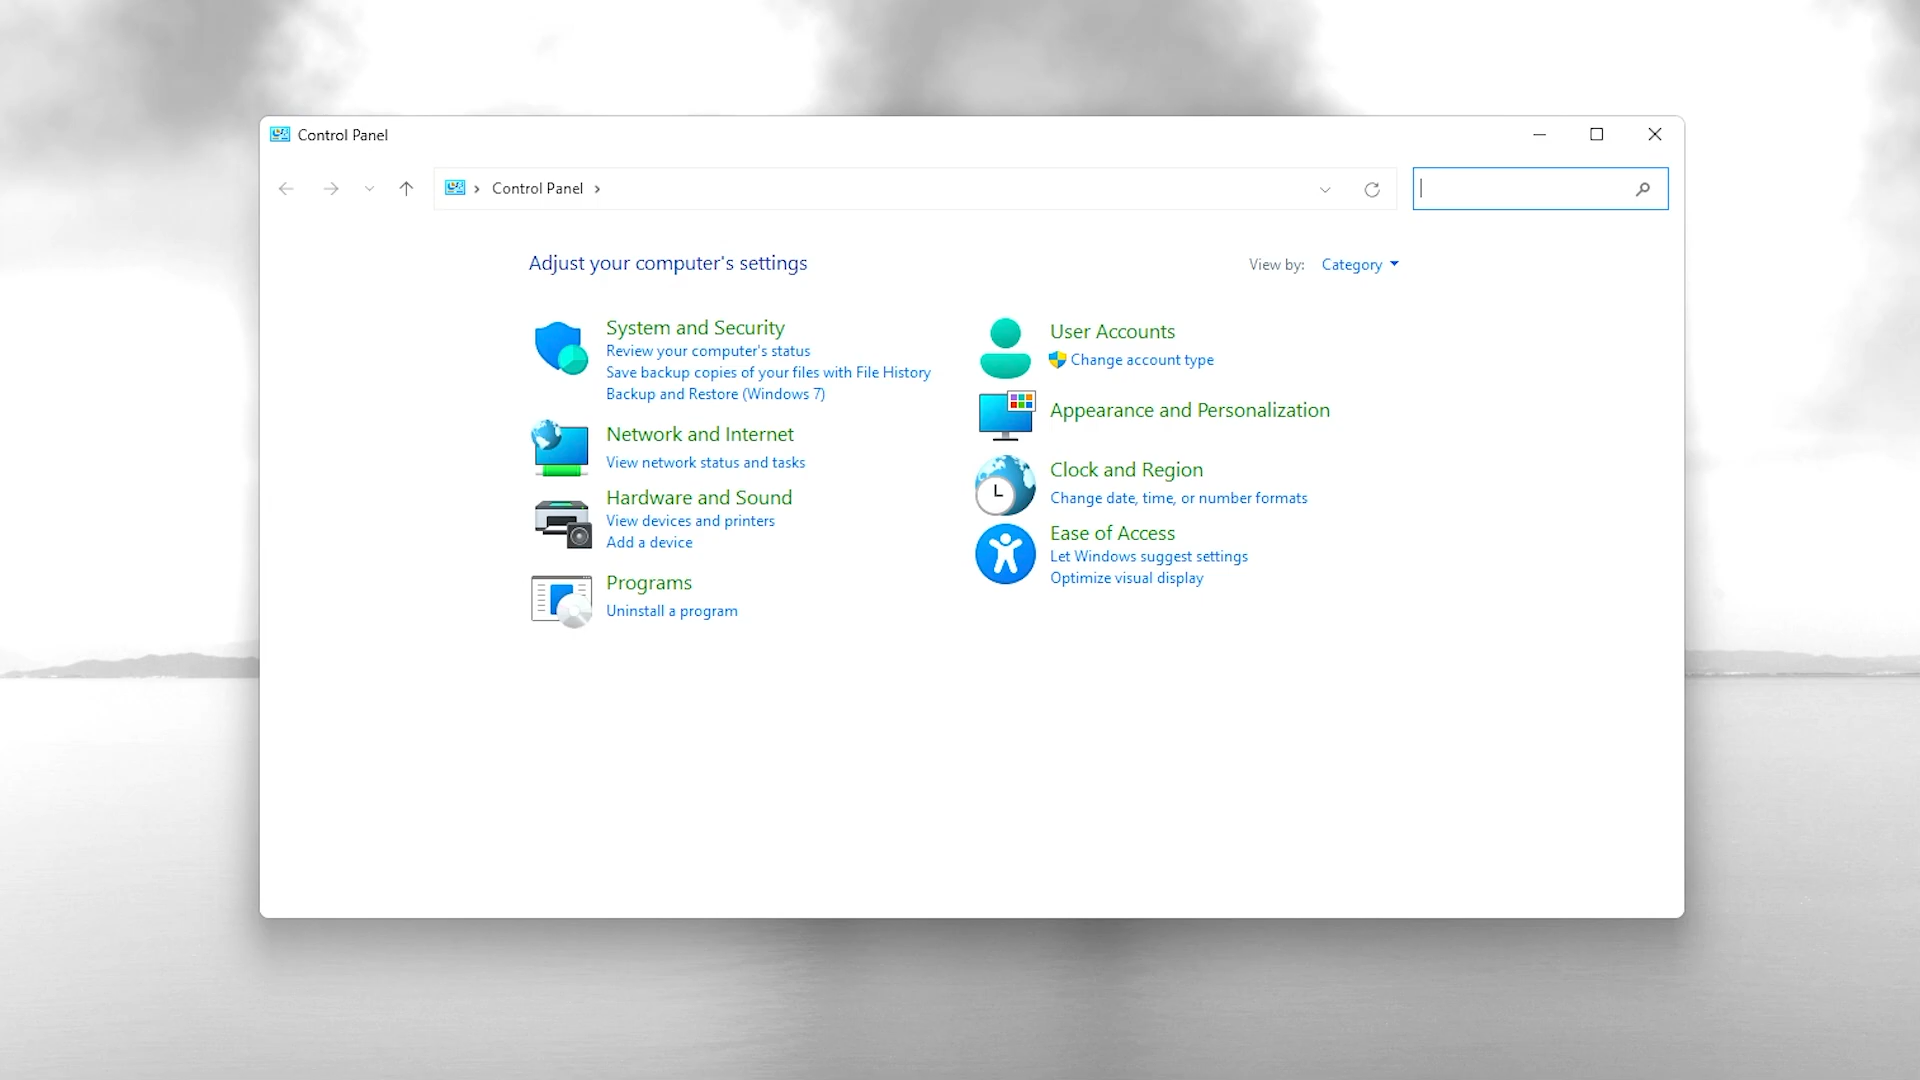 Control Panel
Control Panel
Adjust your computer's settings
View by: Category
System and Security
Review your computer's status
Save backup copies of your files with File History
Backup and Restore (Windows 7)
Network and Internet
View network status and tasks
Hardware and Sound
View devices and printers
Add a device
Programs
Uninstall a program
User Accounts
Change account type
Appearance and Personalization
Clock and Region
Change date, time, or number formats
Ease of Access
Let Windows suggest settings
Optimize visual display